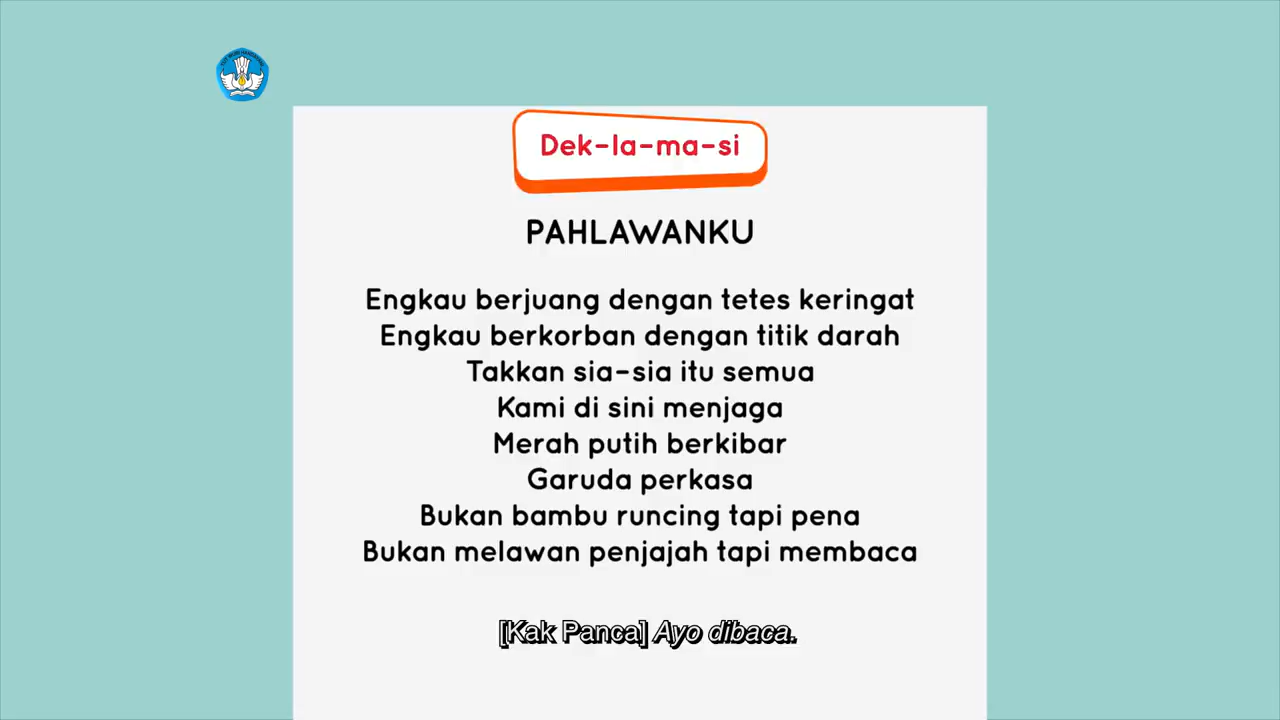 Dek-la-ma-si
PAHLAWANKU
Engkau berjuang dengan tetes keringat
Engkau berkorban dengan titik darah
Takkan sia-sia itu semua
Kami di sini menjaga
Merah putih berkibar
Garuda perkasa
Bukan bambu runcing tapi pena
Bukan melawan penjajah tapi membaca
[Kak Panca] Ayo dibaca.